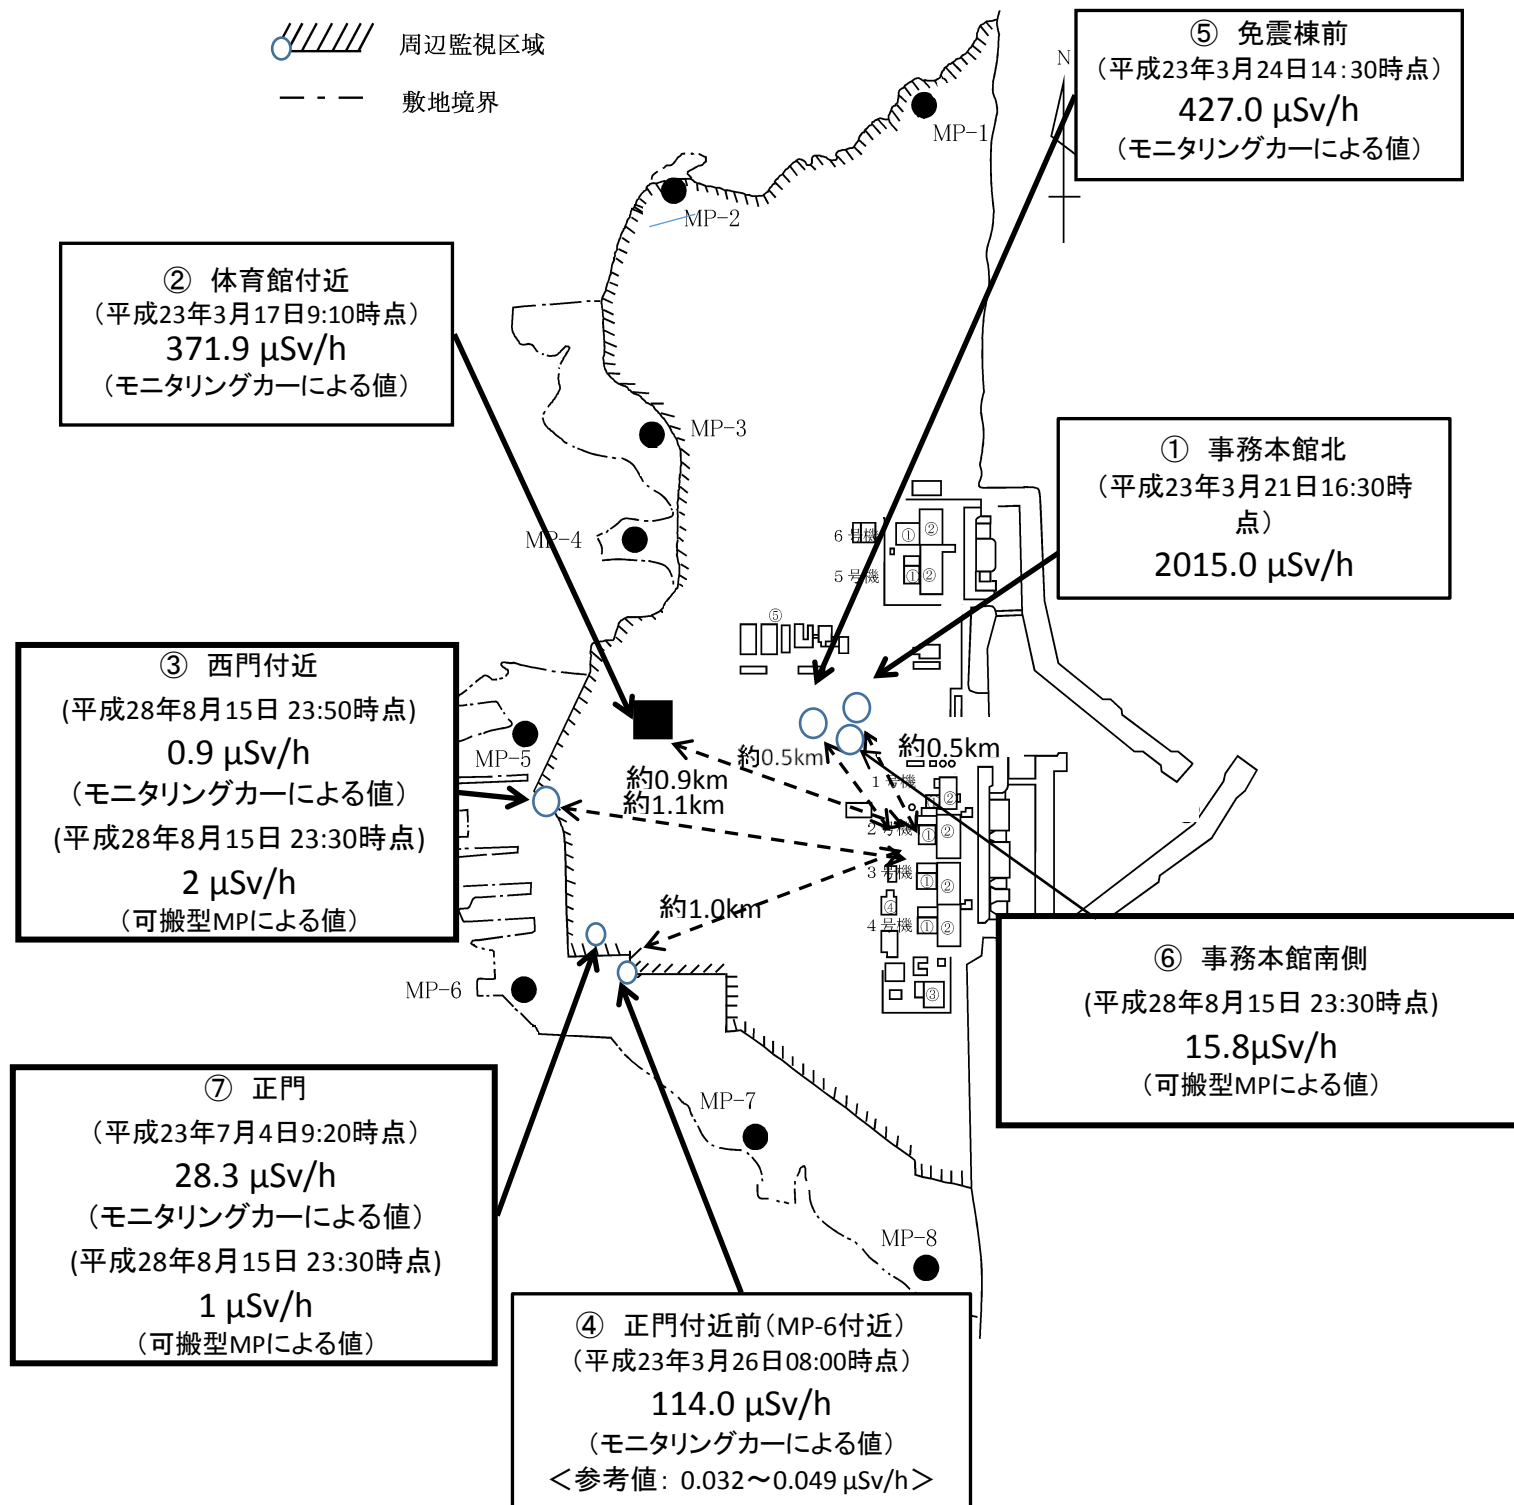 周辺監視区域
敷地境界
⑤ 免震棟前
（平成23年3月24日14:30時点）
427.0 μSv/h
（モニタリングカーによる値）
N
MP-1
MP-2
② 体育館付近
（平成23年3月17日9:10時点）
371.9 μSv/h
（モニタリングカーによる値）
MP-3
① 事務本館北
（平成23年3月21日16:30時
点）
2015.0 μSv/h
MP-4
6号機
①
②
5号機
①
②
⑤
③ 西門付近
(平成28年8月15日 23:50時点)
0.9 μSv/h
（モニタリングカーによる値）
(平成28年8月15日 23:30時点)
2 μSv/h
（可搬型MPによる値）
MP-5
約0.5km
約0.5km
約0.9km
約1.1km
1号機
①
②
2号機
①
②
3号機
①
②
④
4号機
①
②
約1.0km
③
MP-6
⑥ 事務本館南側
(平成28年8月15日 23:30時点)
15.8μSv/h
（可搬型MPによる値）
⑦ 正門
（平成23年7月4日9:20時点）
28.3 μSv/h
（モニタリングカーによる値）
(平成28年8月15日 23:30時点)
1 μSv/h
（可搬型MPによる値）
MP-7
MP-8
④ 正門付近前（MP-6付近）
（平成23年3月26日08:00時点）
114.0 μSv/h
（モニタリングカーによる値）
＜参考値: 0.032～0.049 μSv/h＞